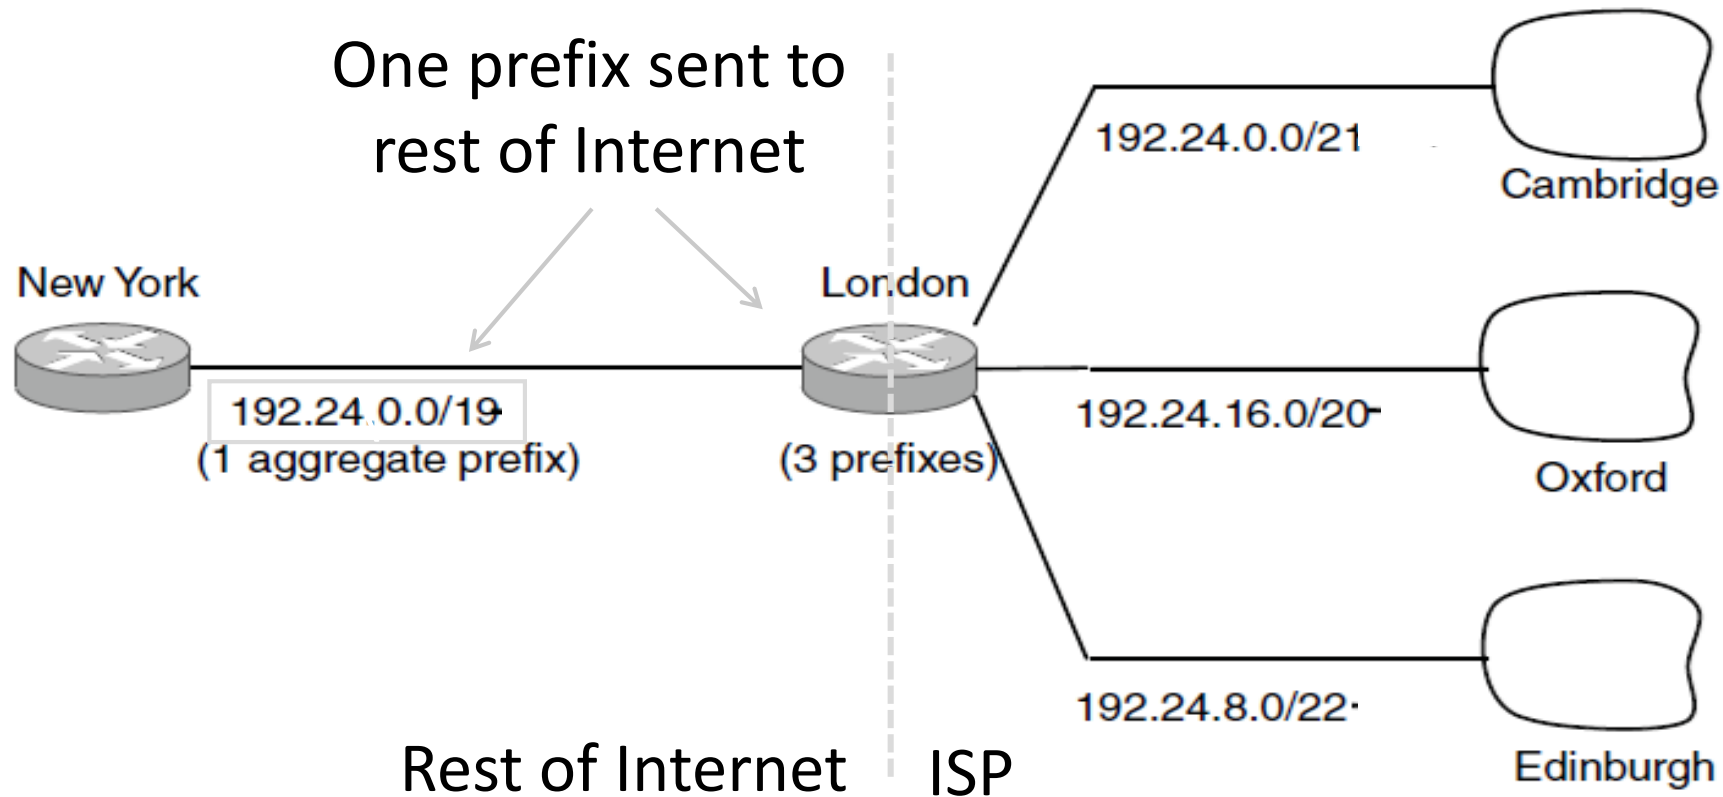 One prefix sent to
rest of Internet
192.24.0.0/21
Cambridge
New York
London
192.24.0.0/19
(1 aggregate prefix)
(3 prefixes)
192.24.16.0/20
Oxford
192.24.8.0/22
Edinburgh
Rest of Internet
ISP